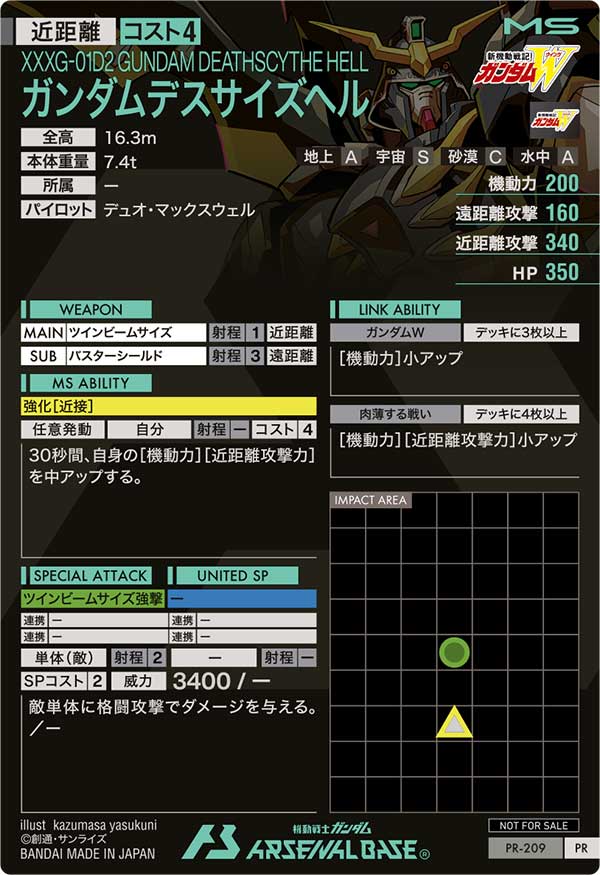 近距離 コスト4 MS
XXXG-01D2 GUNDAM DEATHSCYTHE HELL
ガンダムデスサイズヘル
新機動戦記 ガンダムW ウイング
新機動戦記 ガンダムW
全高 16.3m
本体重量 7.4t
所属 ー
パイロット デュオ・マックスウェル
地上 A 宇宙 S 砂漠 C 水中 A
機動力 200
遠距離攻撃 160
近距離攻撃 340
HP 350
WEAPON
MAIN ツインビームサイズ 射程 1 近距離
SUB バスターシールド 射程 3 遠距離
MS ABILITY
強化[近接]
任意発動 自分 射程 ー コスト 4
30秒間、自身の[機動力][近距離攻撃力]
を中アップする。
LINK ABILITY
ガンダムW デッキに3枚以上
[機動力]小アップ
肉薄する戦い デッキに4枚以上
[機動力][近距離攻撃力]小アップ
IMPACT AREA
SPECIAL ATTACK UNITED SP
ツインビームサイズ強撃 ー
連携 ー 連携 ー
連携 ー 連携 ー
単体(敵) 射程 2 ー 射程 ー
SPコスト 2 威力 3400 / ー
敵単体に格闘攻撃でダメージを与える。
/ー
illust kazumasa yasukuni
©創通・サンライズ
BANDAI MADE IN JAPAN
機動戦士ガンダム
ARSENAL BASE®
NOT FOR SALE
PR-209 PR